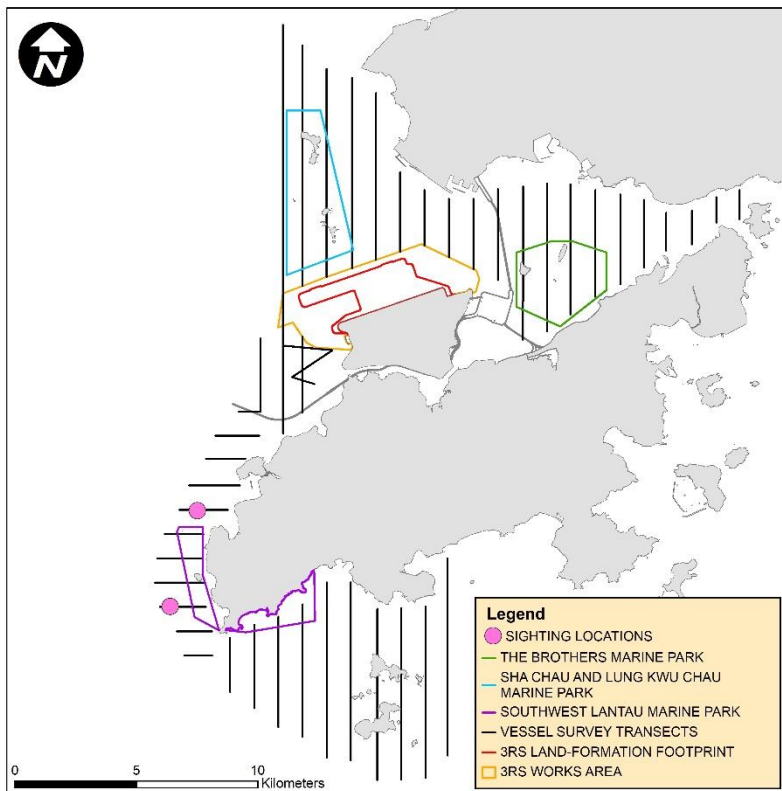 N
Legend
SIGHTING LOCATIONS
THE BROTHERS MARINE PARK
SHA CHAU AND LUNG KWU CHAU
MARINE PARK
SOUTHWEST LANTAU MARINE PARK
VESSEL SURVEY TRANSECTS
3RS LAND-FORMATION FOOTPRINT
3RS WORKS AREA
0 5 10
Kilometers